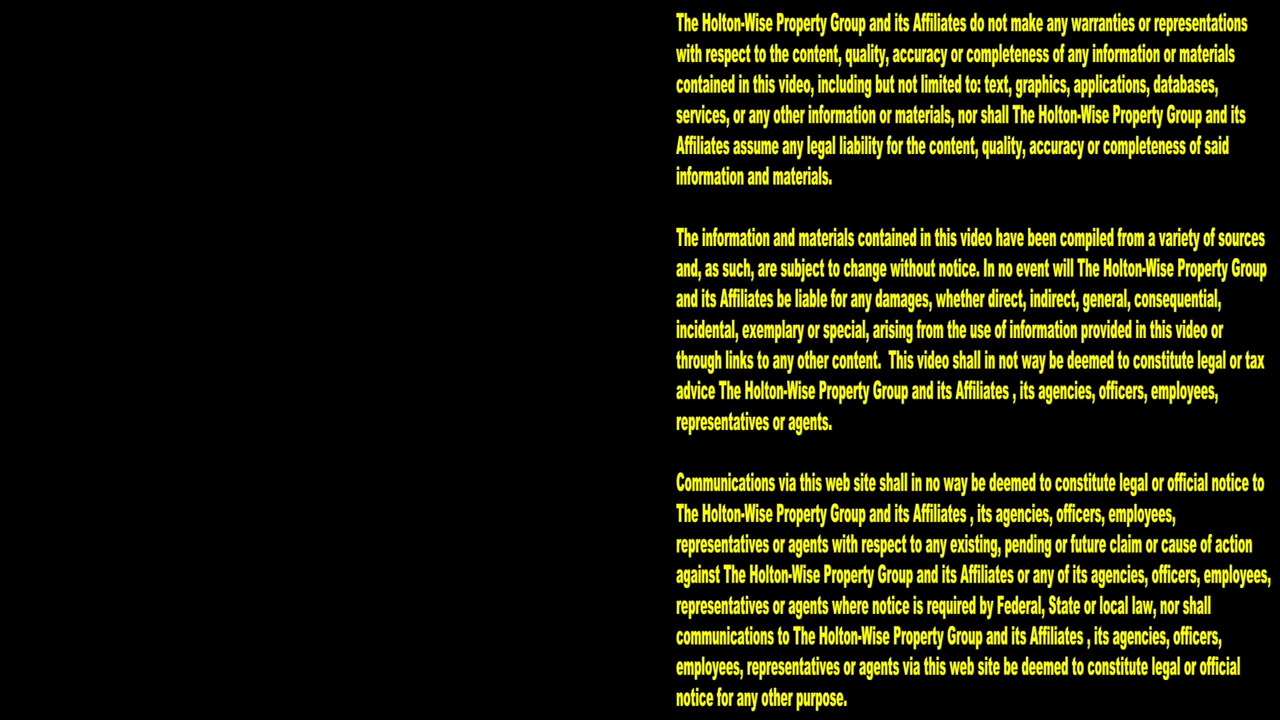 The Holton-Wise Property Group and its Affiliates do not make any warranties or representations
with respect to the content, quality, accuracy or completeness of any information or materials
contained in this video, including but not limited to: text, graphics, applications, databases,
services, or any other information or materials, nor shall The Holton-Wise Property Group and its
Affiliates assume any legal liability for the content, quality, accuracy or completeness of said
information and materials.
The information and materials contained in this video have been compiled from a variety of sources
and, as such, are subject to change without notice. In no event will The Holton-Wise Property Group
and its Affiliates be liable for any damages, whether direct, indirect, general, consequential,
incidental, exemplary or special, arising from the use of information provided in this video or
through links to any other content.  This video shall in not way be deemed to constitute legal or tax
advice The Holton-Wise Property Group and its Affiliates , its agencies, officers, employees,
representatives or agents.
Communications via this web site shall in no way be deemed to constitute legal or official notice to
The Holton-Wise Property Group and its Affiliates , its agencies, officers, employees,
representatives or agents with respect to any existing, pending or future claim or cause of action
against The Holton-Wise Property Group and its Affiliates or any of its agencies, officers, employees,
representatives or agents where notice is required by Federal, State or local law, nor shall
communications to The Holton-Wise Property Group and its Affiliates , its agencies, officers,
employees, representatives or agents via this web site be deemed to constitute legal or official
notice for any other purpose.